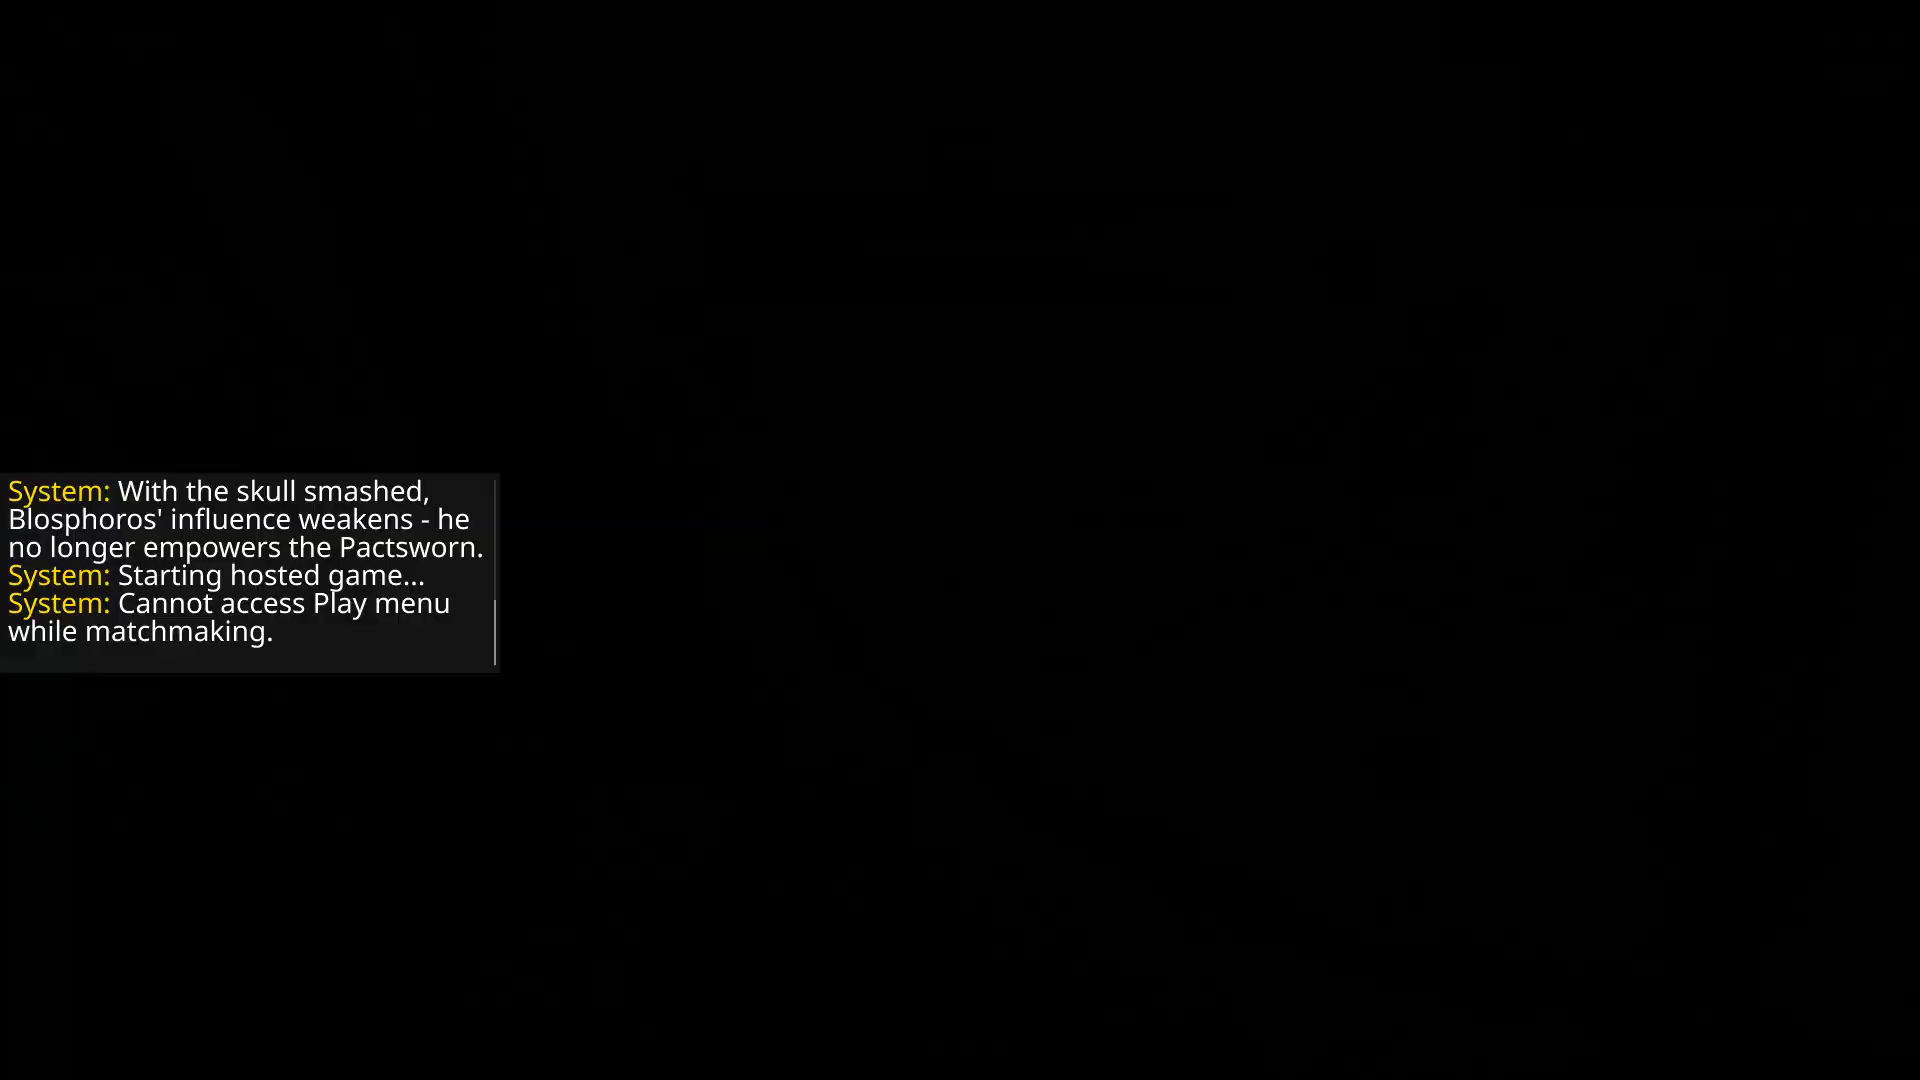 System: With the skull smashed,
Blosphoros' influence weakens - he
no longer empowers the Pactsworn.
System: Starting hosted game...
System: Cannot access Play menu
while matchmaking.